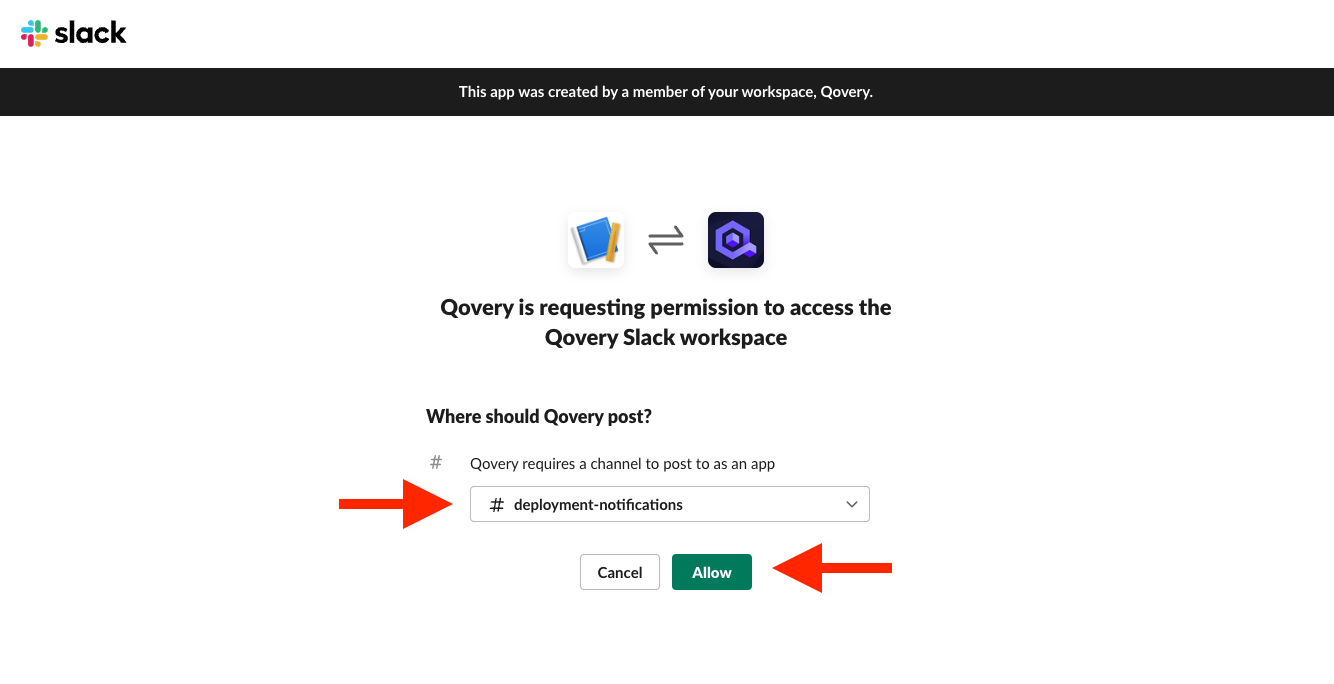 slack
This app was created by a member of your workspace, Qovery.
Qovery is requesting permission to access the
Qovery Slack workspace
Where should Qovery post?
# Qovery requires a channel to post to as an app
# deployment-notifications
Cancel Allow